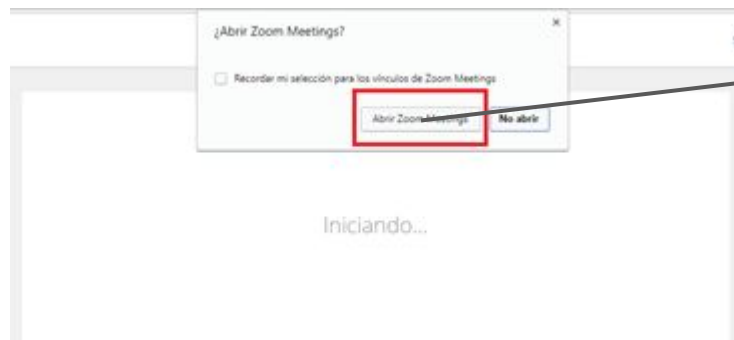 ¿Abrir Zoom Meetings?
Recordar mi selección para los vínculos de Zoom Meetings
Abrir Zoom Meetings No abrir
Iniciando...